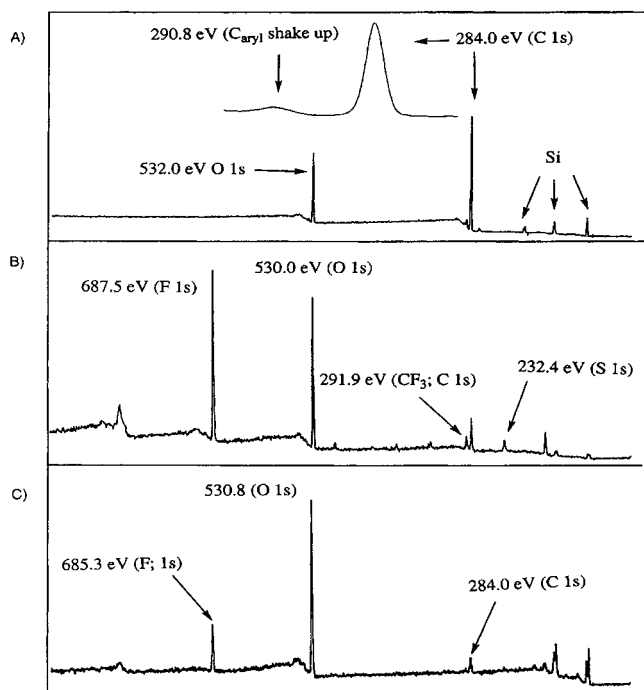 A)
290.8 eV (Caryl shake up)
284.0 eV (C 1s)
532.0 eV O 1s
Si
B)
530.0 eV (O 1s)
687.5 eV (F 1s)
291.9 eV (CF3; C 1s)
232.4 eV (S 1s)
C)
530.8 (O 1s)
685.3 eV (F; 1s)
284.0 eV (C 1s)